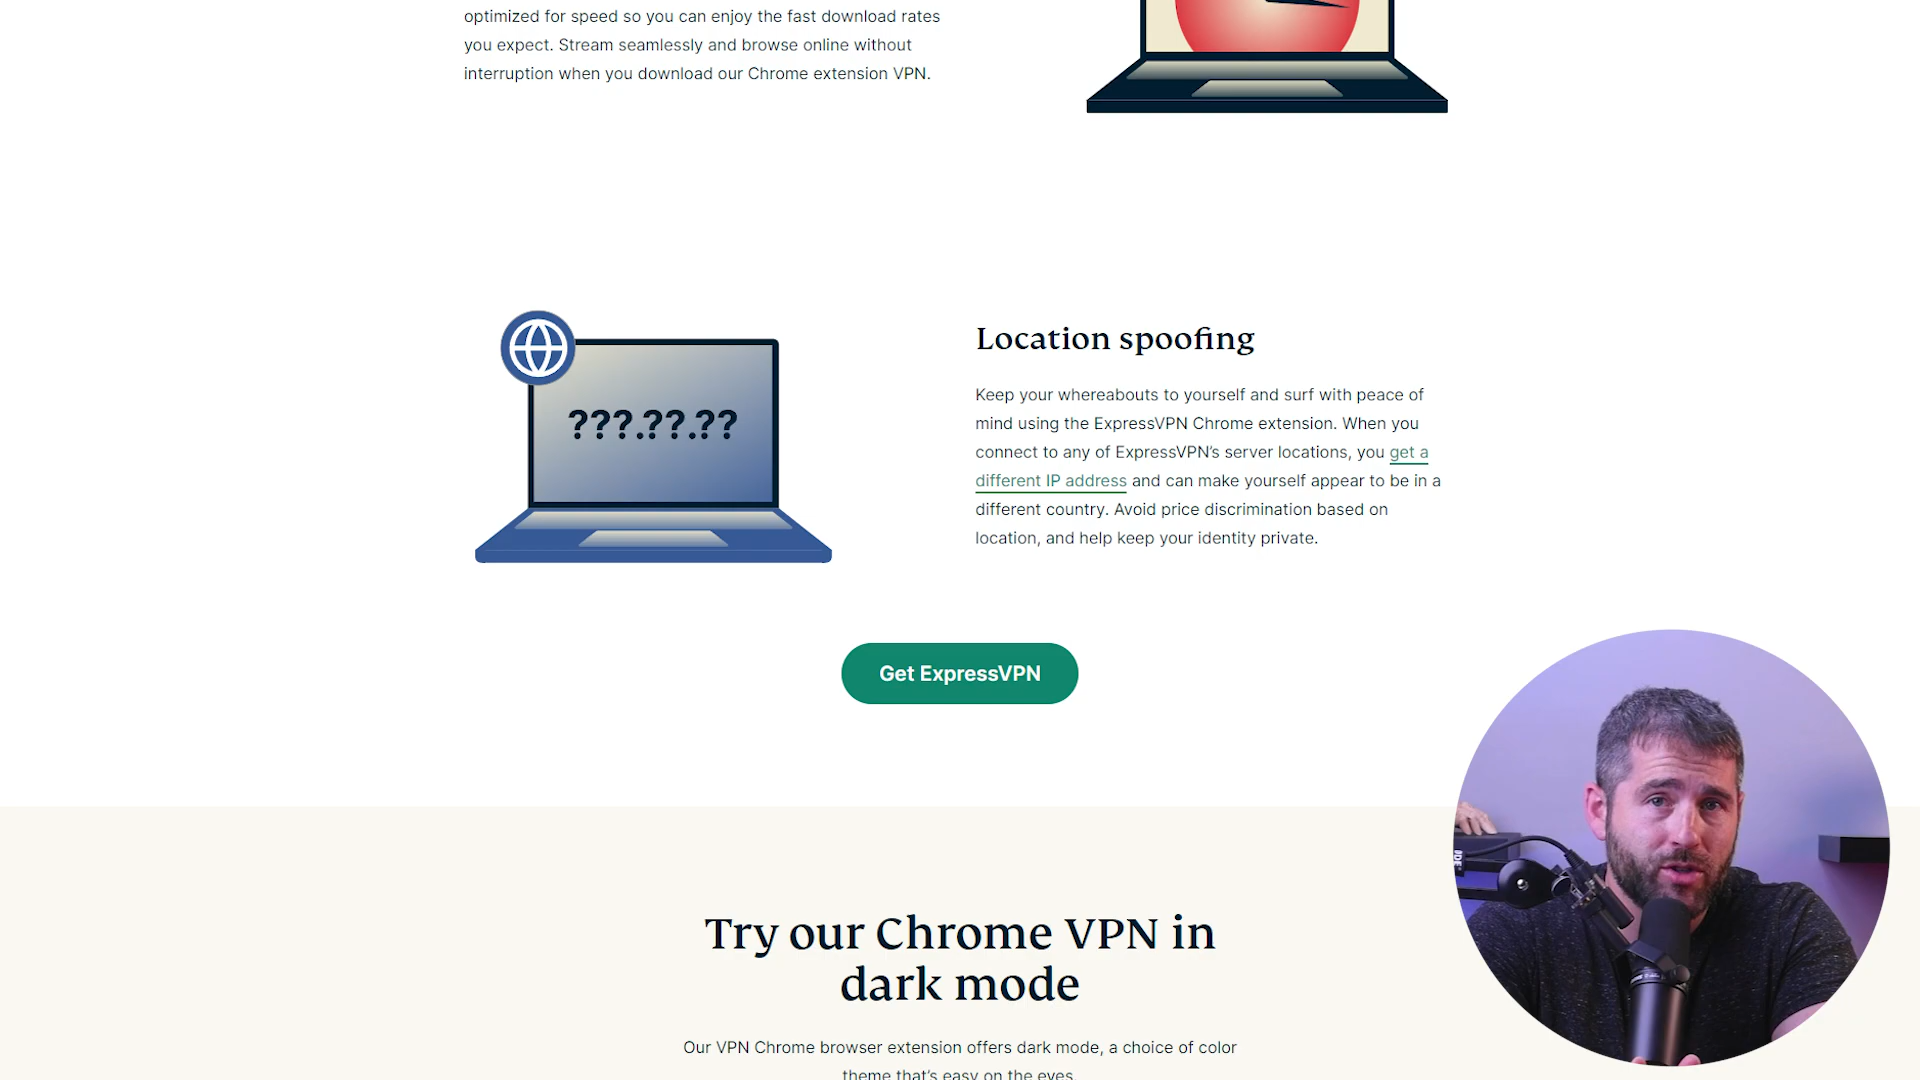 optimized for speed so you can enjoy the fast download rates
you expect. Stream seamlessly and browse online without
interruption when you download our Chrome extension VPN.
???.??.??
Location spoofing
Keep your whereabouts to yourself and surf with peace of
mind using the ExpressVPN Chrome extension. When you
connect to any of ExpressVPN’s server locations, you get a
different IP address and can make yourself appear to be in a
different country. Avoid price discrimination based on
location, and help keep your identity private.
Get ExpressVPN
Try our Chrome VPN in
dark mode
Our VPN Chrome browser extension offers dark mode, a choice of color
theme that’s easy on the eyes.